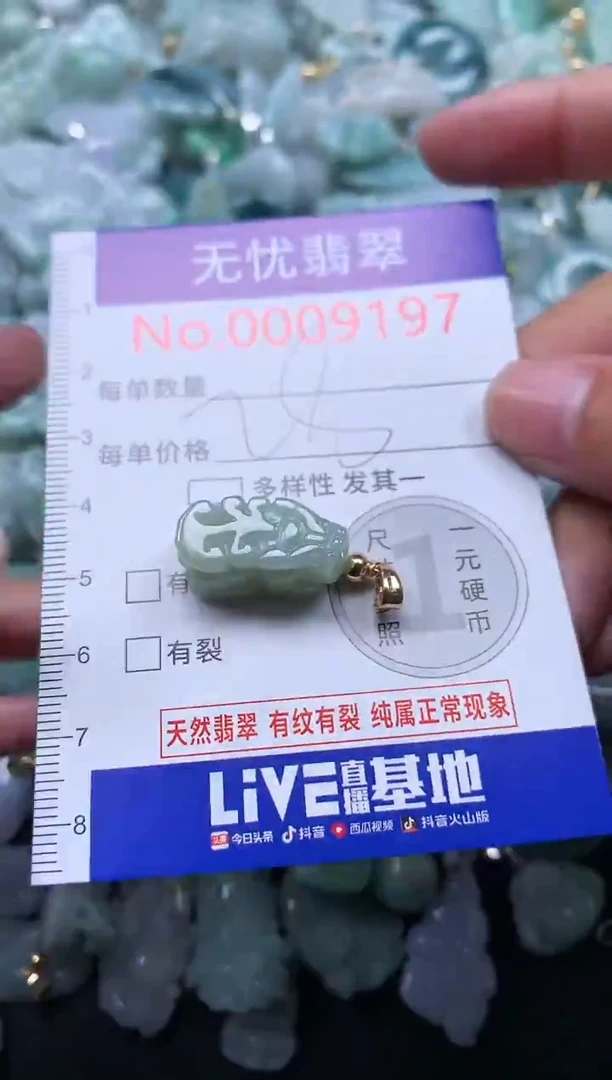 无忧翡翠
No.0009197
1
2
每单数量
3
每单价格
多样性 发其一
4
尺 一
元
5
有
硬
1
照 币
6
有裂
7
天然翡翠 有纹有裂 纯属正常现象
LiVE直播基地
8
头条 今日头条 抖音 西瓜视频 抖音火山版